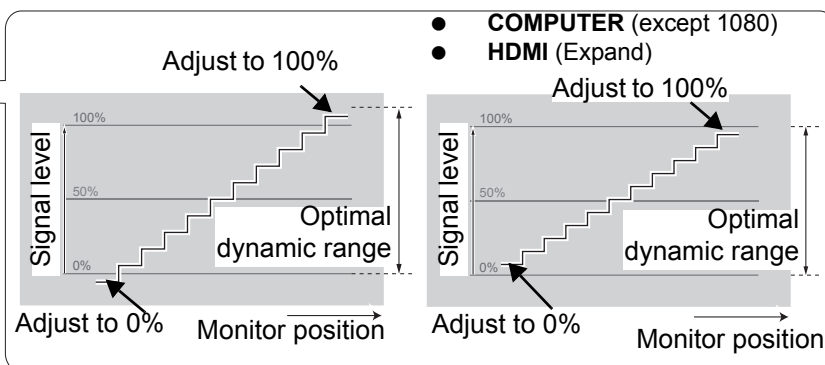 ● COMPUTER (except 1080)
● HDMI (Expand)
Adjust to 100%
100%
50%
0%
Signal level
Optimal
dynamic range
Adjust to 0%
Monitor position
Adjust to 100%
100%
50%
0%
Signal level
Optimal
dynamic range
Adjust to 0%
Monitor position